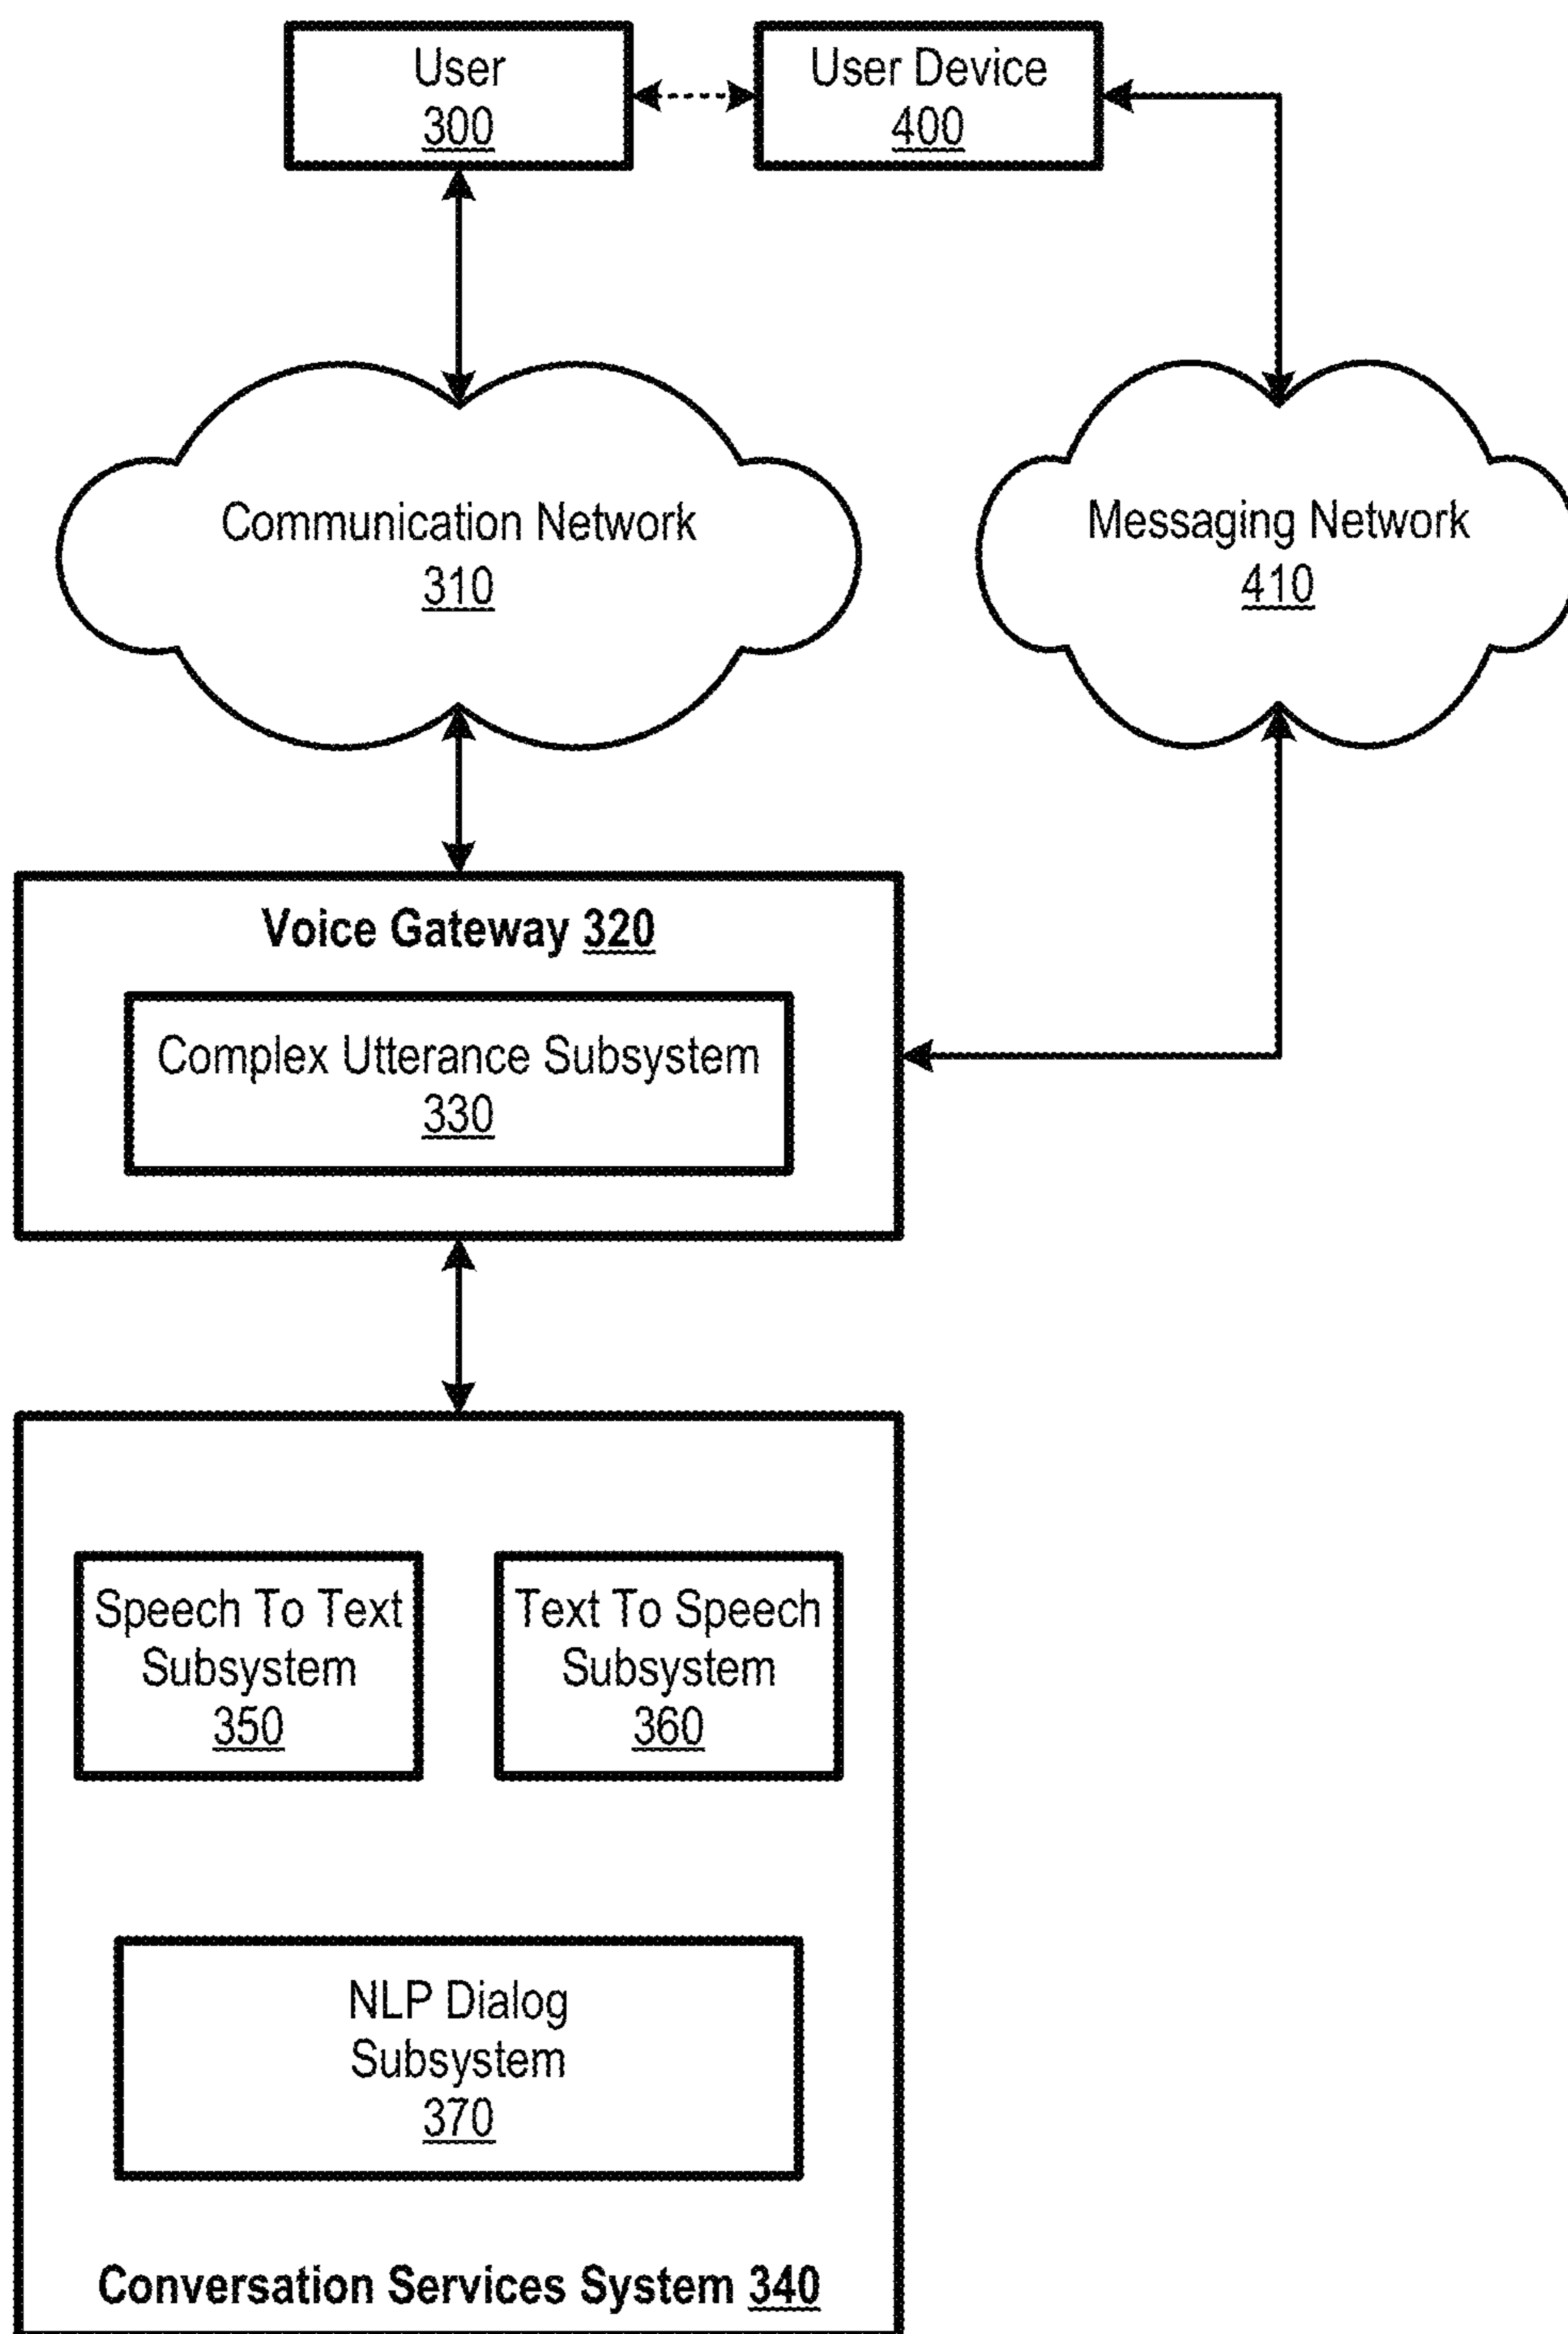 User
300
User Device
400
Communication Network
310
Messaging Network
410
Voice Gateway 320
Complex Utterance Subsystem
330
Speech To Text
Subsystem
350
Text To Speech
Subsystem
360
NLP Dialog
Subsystem
370
Conversation Services System 340